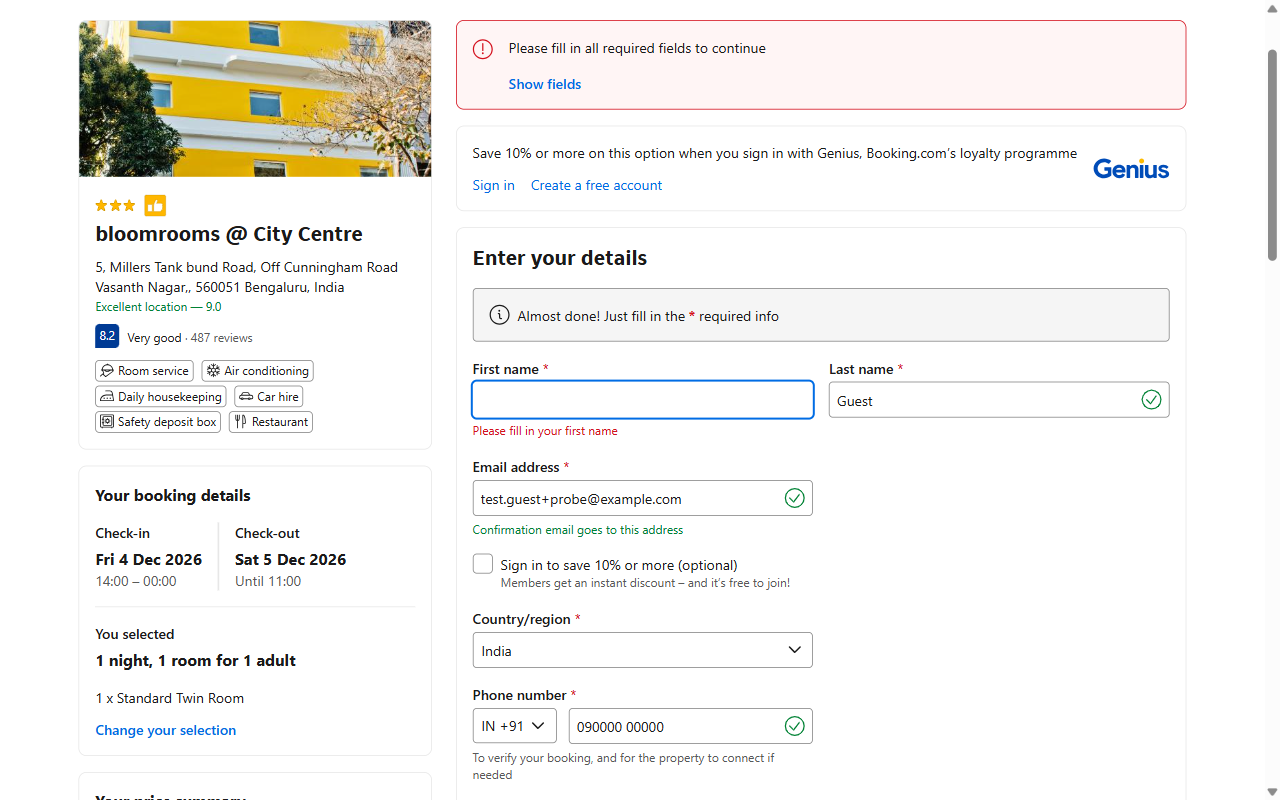 bloomrooms @ City Centre
5, Millers Tank bund Road, Off Cunningham Road
Vasanth Nagar,, 560051 Bengaluru, India
Excellent location — 9.0
8.2 Very good · 487 reviews
Room service
Air conditioning
Daily housekeeping
Car hire
Safety deposit box
Restaurant
Your booking details
Check-in
Fri 4 Dec 2026
14:00 – 00:00
Check-out
Sat 5 Dec 2026
Until 11:00
You selected
1 night, 1 room for 1 adult
1 x Standard Twin Room
Change your selection
Your price summary
Please fill in all required fields to continue
Show fields
Save 10% or more on this option when you sign in with Genius, Booking.com’s loyalty programme
Sign in
Create a free account
Genius
Enter your details
Almost done! Just fill in the * required info
First name *
Please fill in your first name
Last name *
Guest
Email address *
test.guest+probe@example.com
Confirmation email goes to this address
Sign in to save 10% or more (optional)
Members get an instant discount – and it’s free to join!
Country/region *
India
Phone number *
IN +91
090000 00000
To verify your booking, and for the property to connect if
needed